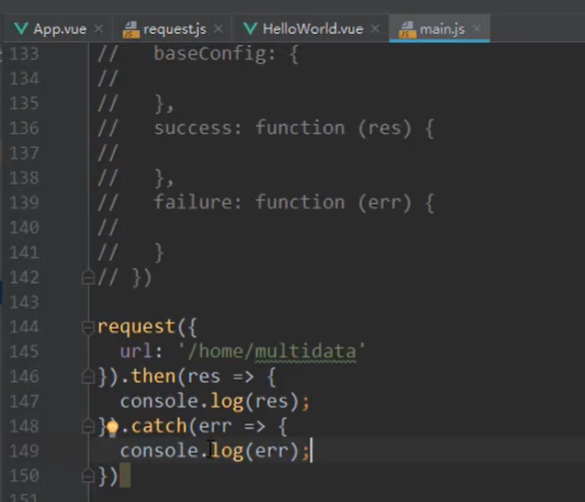 App.vue request.js HelloWorld.vue main.js
133 //   baseConfig: {
134 //
135 //   },
136 //   success: function (res) {
137 //
138 //   },
139 //   failure: function (err) {
140 //
141 //   }
142 // })
143
144 request({
145   url: '/home/multidata'
146 }).then(res => {
147   console.log(res);
148 }).catch(err => {
149   console.log(err);
150 })